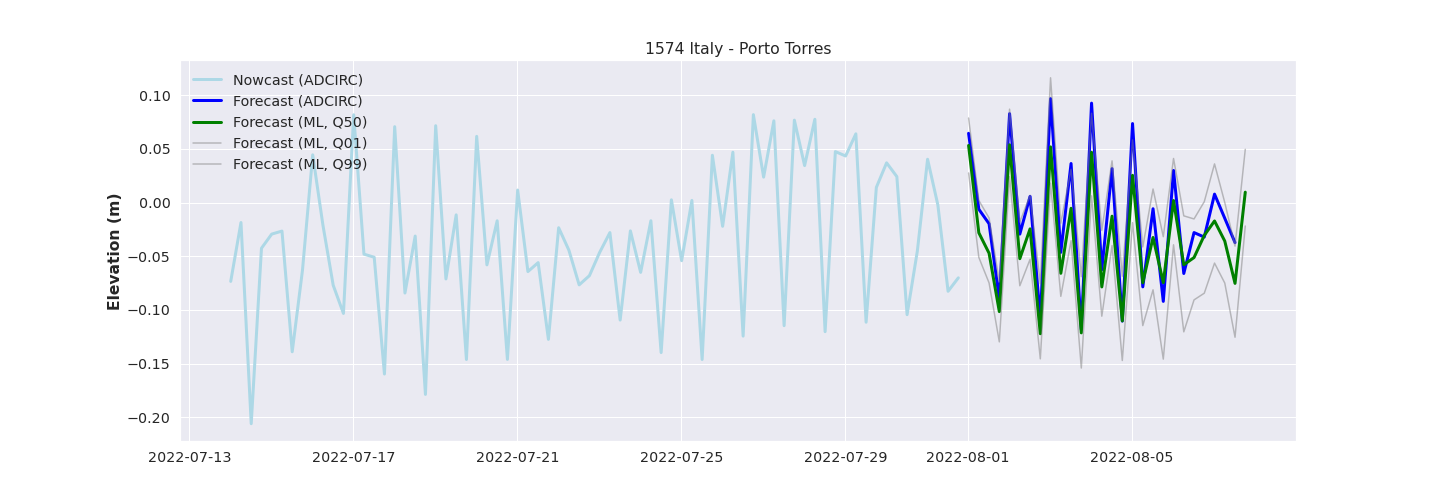 1574 Italy - Porto Torres
Nowcast (ADCIRC)
Forecast (ADCIRC)
Forecast (ML, Q50)
Forecast (ML, Q01)
Forecast (ML, Q99)
Elevation (m)
0.10
0.05
0.00
−0.05
−0.10
−0.15
−0.20
2022-07-13 2022-07-17 2022-07-21 2022-07-25 2022-07-29 2022-08-01 2022-08-05